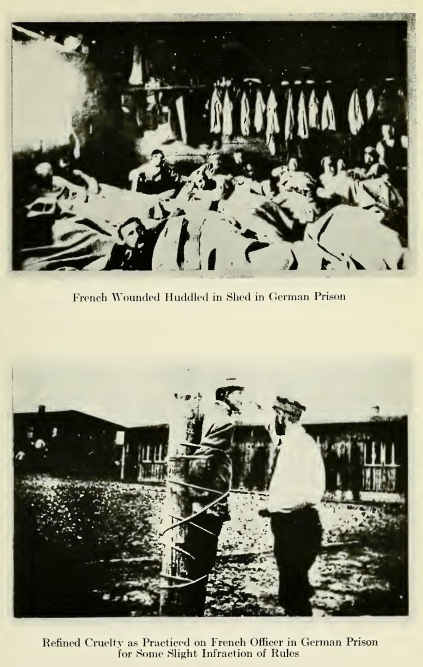 French Wounded Huddled in Shed in German Prison
Refined Cruelty as Practiced on French Officer in German Prison
for Some Slight Infraction of Rules